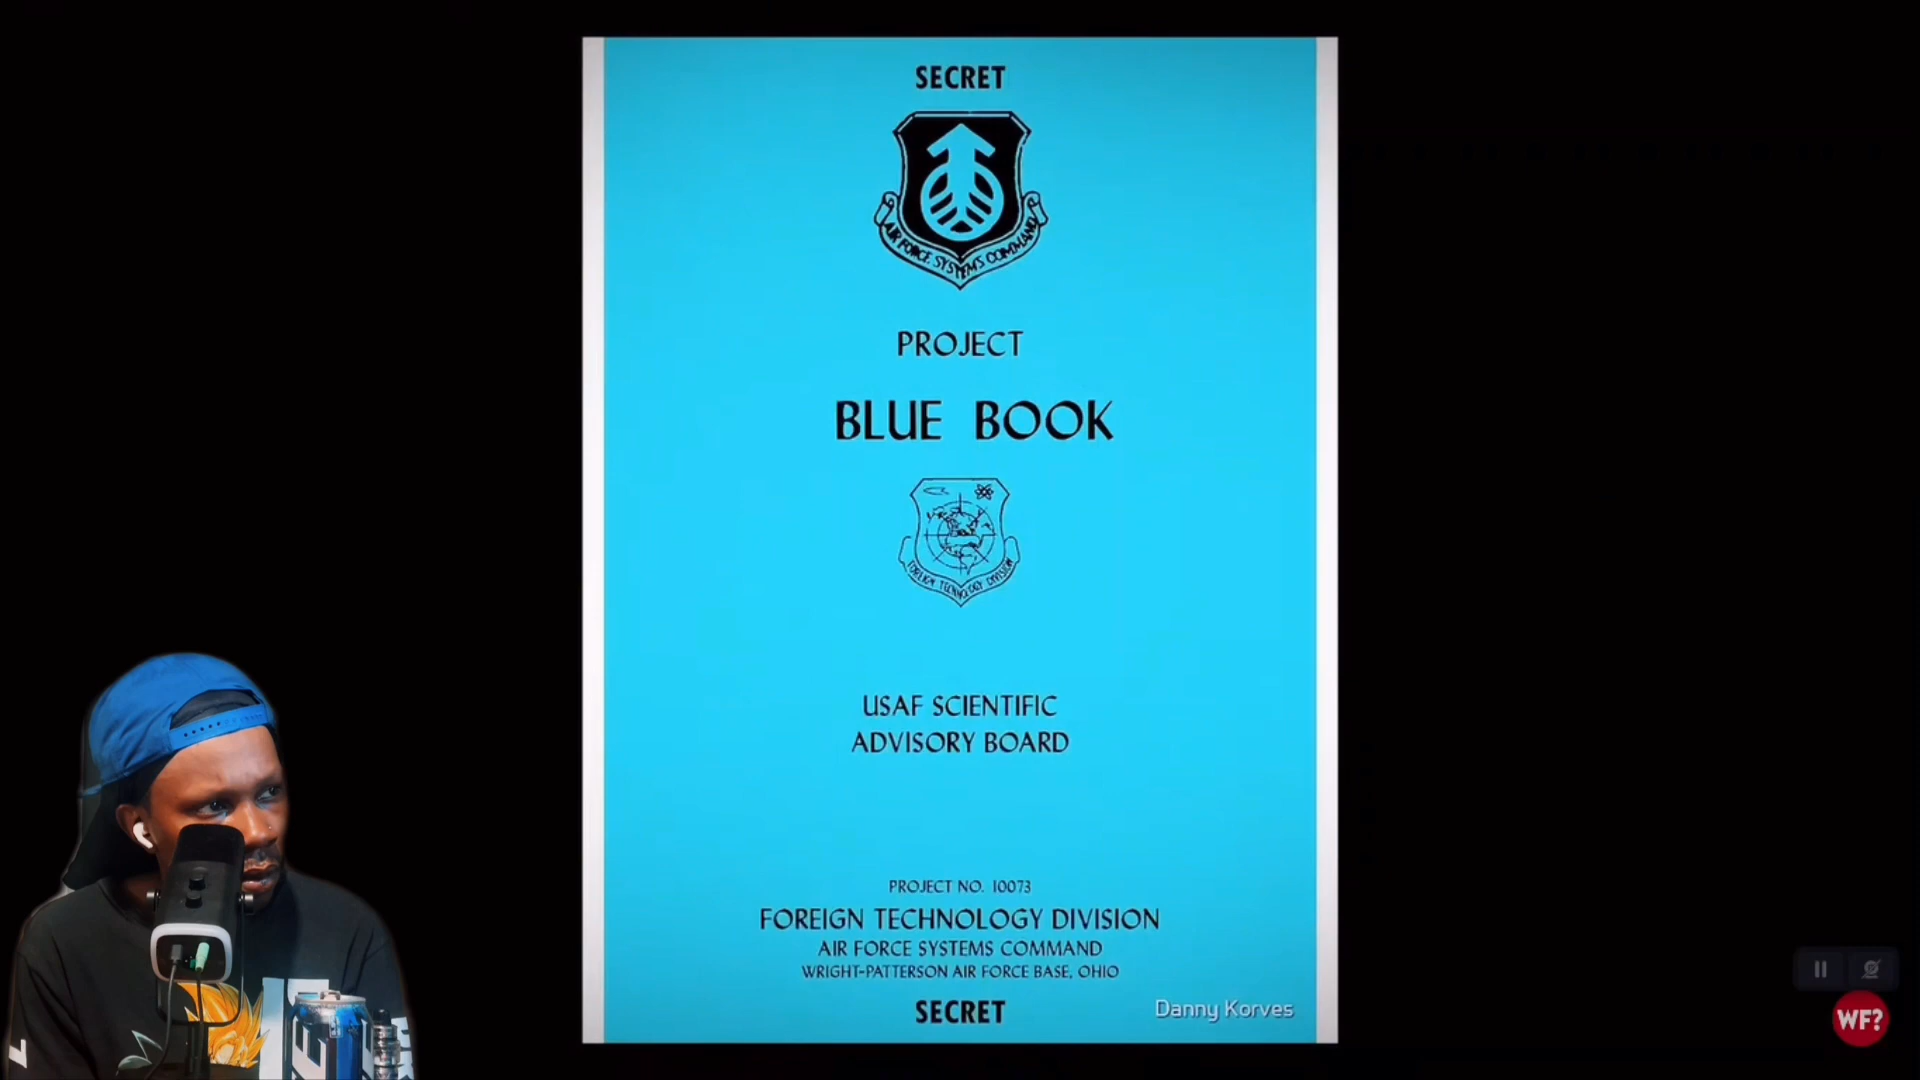 SECRET
AIR FORCE SYSTEMS COMMAND
PROJECT
BLUE BOOK
FOREIGN TECHNOLOGY DIVISION
USAF SCIENTIFIC
ADVISORY BOARD
PROJECT NO. 10073
FOREIGN TECHNOLOGY DIVISION
AIR FORCE SYSTEMS COMMAND
WRIGHT-PATTERSON AIR FORCE BASE, OHIO
SECRET
Danny Korves
WF?